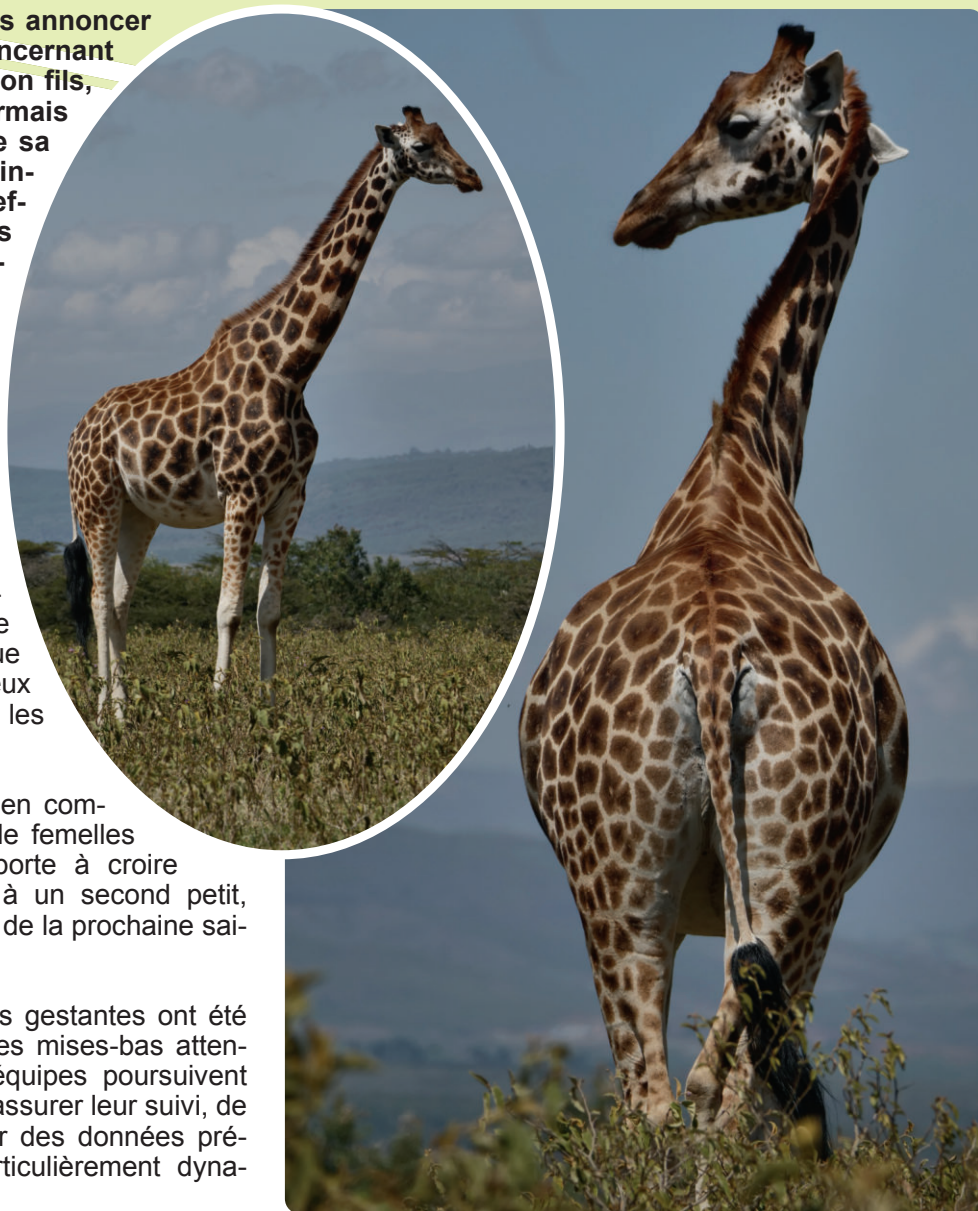 s annoncer
ncernant
on fils,
rmais
e sa
in-
ef-
s
-
-
e
ue
eux
les
en com-
de femelles
porte à croire
à un second petit,
de la prochaine sai-
s gestantes ont été
es mises-bas atten-
équipes poursuivent
assurer leur suivi, de
r des données pré-
rticulièrement dyna-